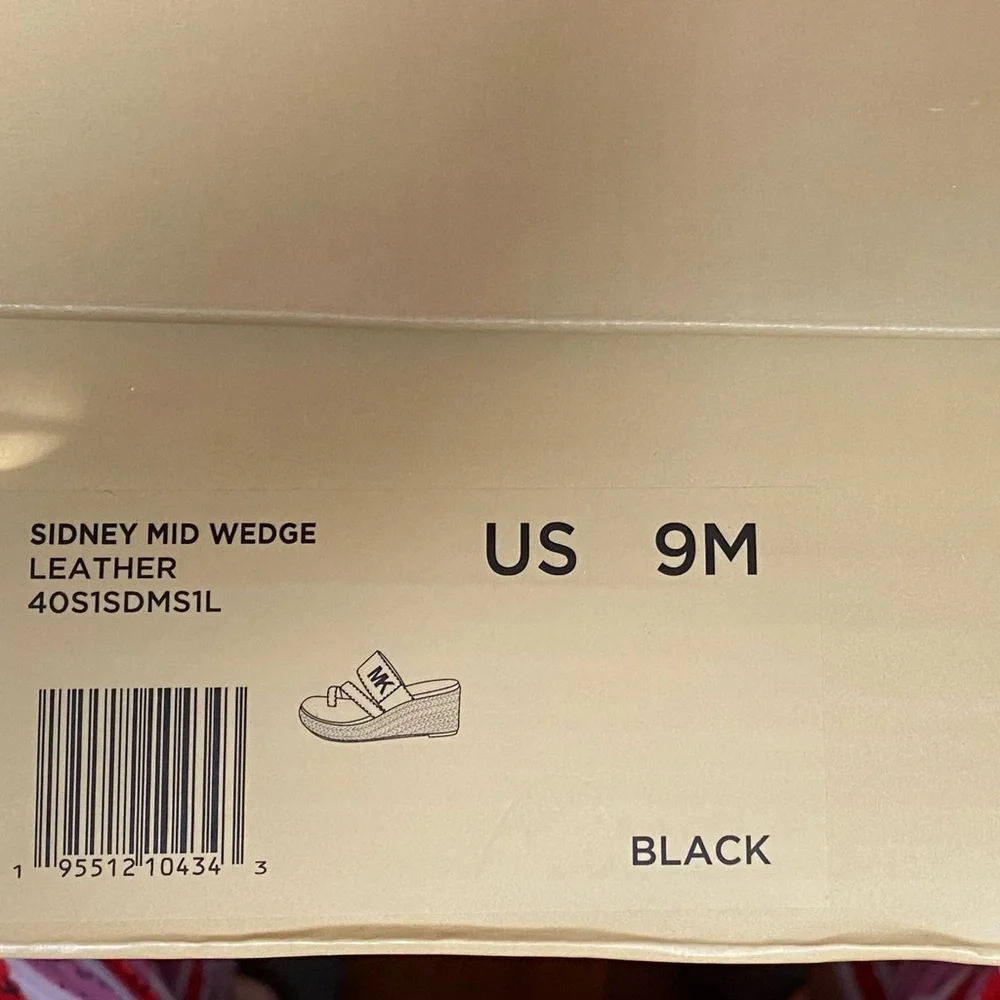 SIDNEY MID WEDGE
LEATHER
40S1SDMS1L
US 9M
MK
1 95512 10434 3
BLACK